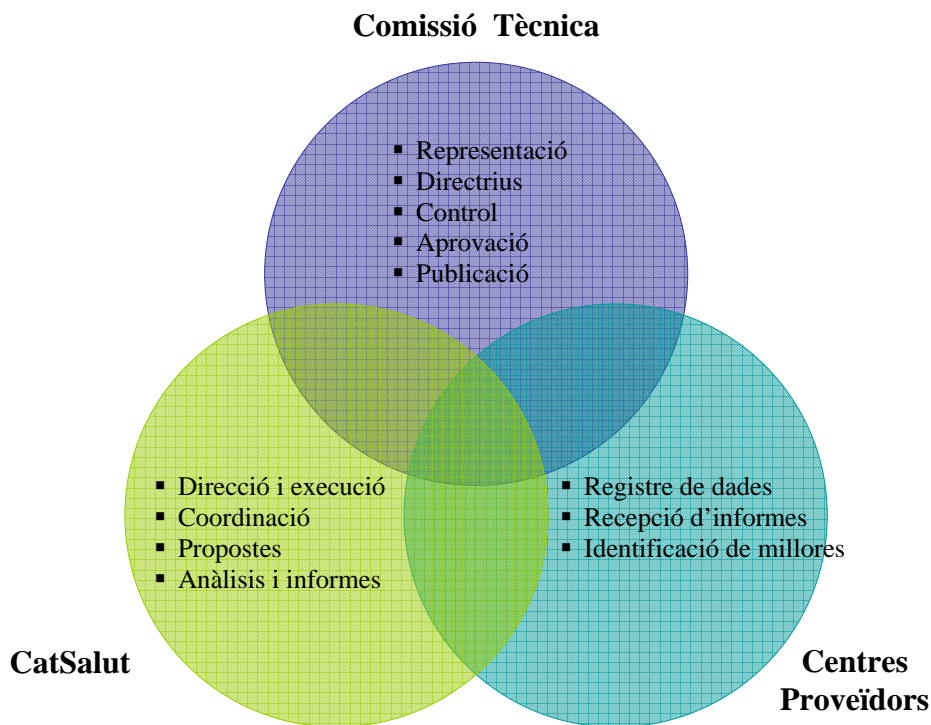 Comissió Tècnica
▪ Representació
▪ Directrius
▪ Control
▪ Aprovació
▪ Publicació
▪ Direcció i execució
▪ Coordinació
▪ Propostes
▪ Anàlisis i informes
▪ Registre de dades
▪ Recepció d’informes
▪ Identificació de millores
CatSalut
Centres
Proveïdors